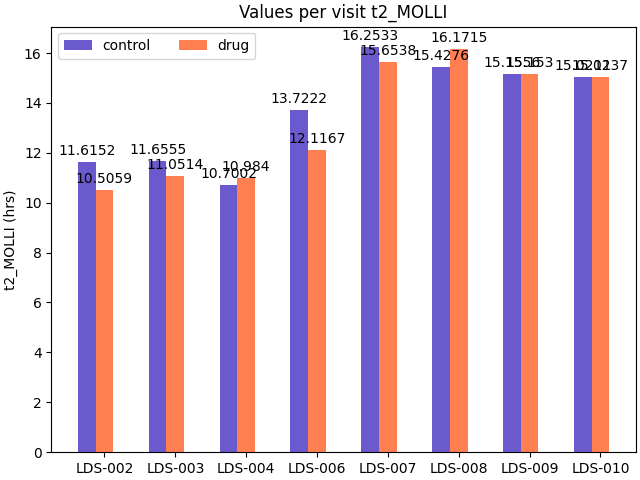 Values per visit t2_MOLLI
control
drug
t2_MOLLI (hrs)
16
14
12
10
8
6
4
2
0
11.6152
10.5059
11.6555
11.0514
10.7002
10.984
13.7222
12.1167
16.2533
15.6538
15.4276
16.1715
15.153
LDS-002
LDS-003
LDS-004
LDS-006
LDS-007
LDS-008
LDS-009
LDS-010